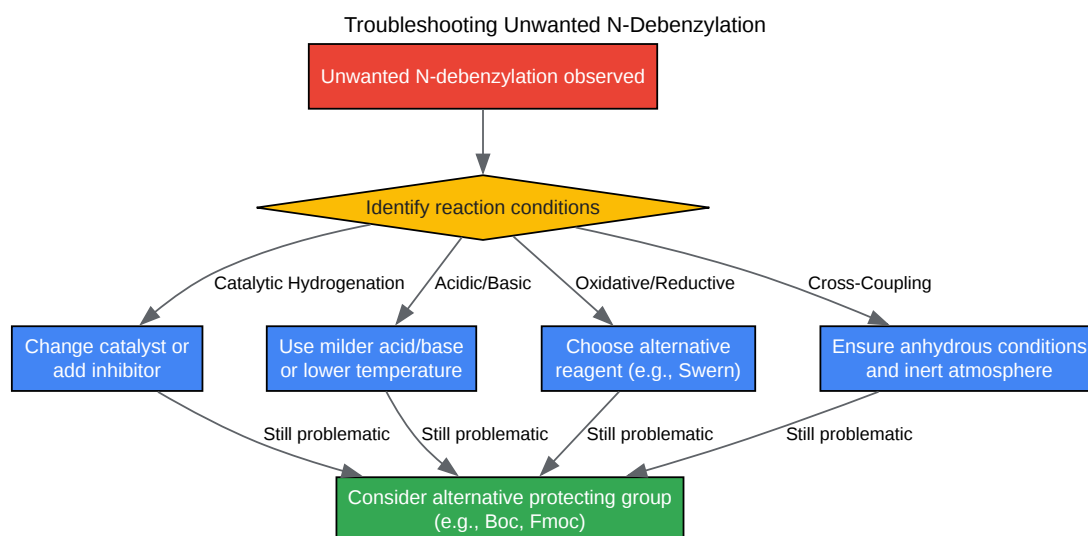 Troubleshooting Unwanted N-Debenzylation
Unwanted N-debenzylation observed
Identify reaction conditions
Catalytic Hydrogenation
Acidic/Basic
Oxidative/Reductive
Cross-Coupling
Change catalyst or
add inhibitor
Use milder acid/base
or lower temperature
Choose alternative
reagent (e.g., Swern)
Ensure anhydrous conditions
and inert atmosphere
Still problematic
Still problematic
Still problematic
Still problematic
Consider alternative protecting group
(e.g., Boc, Fmoc)